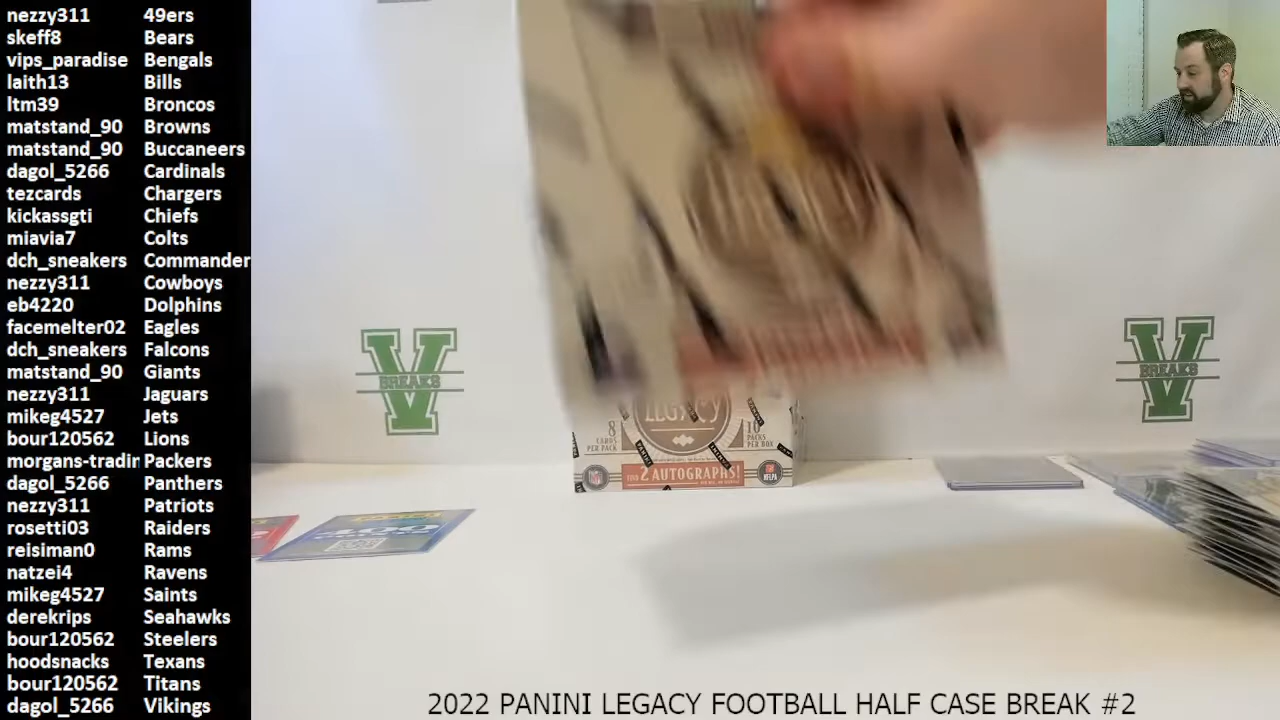 nezzy311 49ers
skeff8 Bears
vips_paradise Bengals
laith13 Bills
ltm39 Broncos
matstand_90 Browns
matstand_90 Buccaneers
dagol_5266 Cardinals
tezcards Chargers
kickassgti Chiefs
miavia7 Colts
dch_sneakers Commander
nezzy311 Cowboys
eb4220 Dolphins
facemelter02 Eagles
dch_sneakers Falcons
matstand_90 Giants
nezzy311 Jaguars
mikeg4527 Jets
bour120562 Lions
morgans-tradin Packers
dagol_5266 Panthers
nezzy311 Patriots
rosetti03 Raiders
reisiman0 Rams
natzei4 Ravens
mikeg4527 Saints
derekrips Seahawks
bour120562 Steelers
hoodsnacks Texans
bour120562 Titans
dagol_5266 Vikings
V BREAKS
V BREAKS
LEGACY
8 CARDS PER PACK
10 PACKS PER BOX
2 AUTOGRAPHS!
NFLPA
2022 PANINI LEGACY FOOTBALL HALF CASE BREAK #2